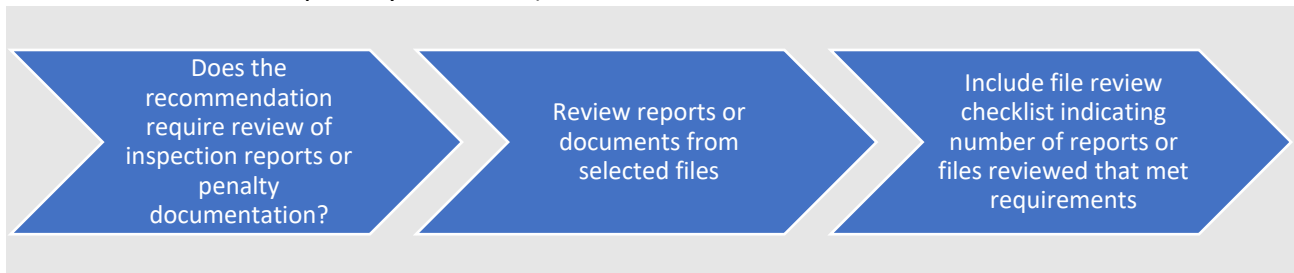 Does the
recommendation
require review of
inspection reports or
penalty
documentation?
Review reports or
documents from
selected files
Include file review
checklist indicating
number of reports or
files reviewed that met
requirements